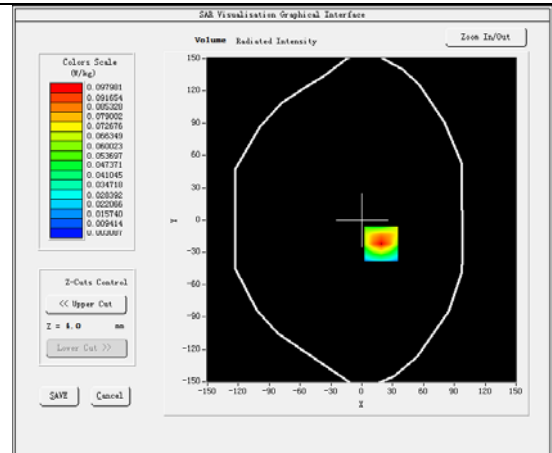 SAR Visualisation Graphical Interface
Volume Radiated Intensity
Zoom In/Out
Colors Scale
(W/kg)
0.097981
0.091654
0.085328
0.079002
0.072676
0.066349
0.060023
0.053697
0.047371
0.041045
0.034718
0.028392
0.022066
0.015740
0.009414
0.003087
Z-Cuts Control
<< Upper Cut
Z = 4.0 mm
Lower Cut >>
SAVE
Cancel
150
120
90
60
30
0
-30
-60
-90
-120
-150
Y
-150 -120 -90 -60 -30 0 30 60 90 120 150
X